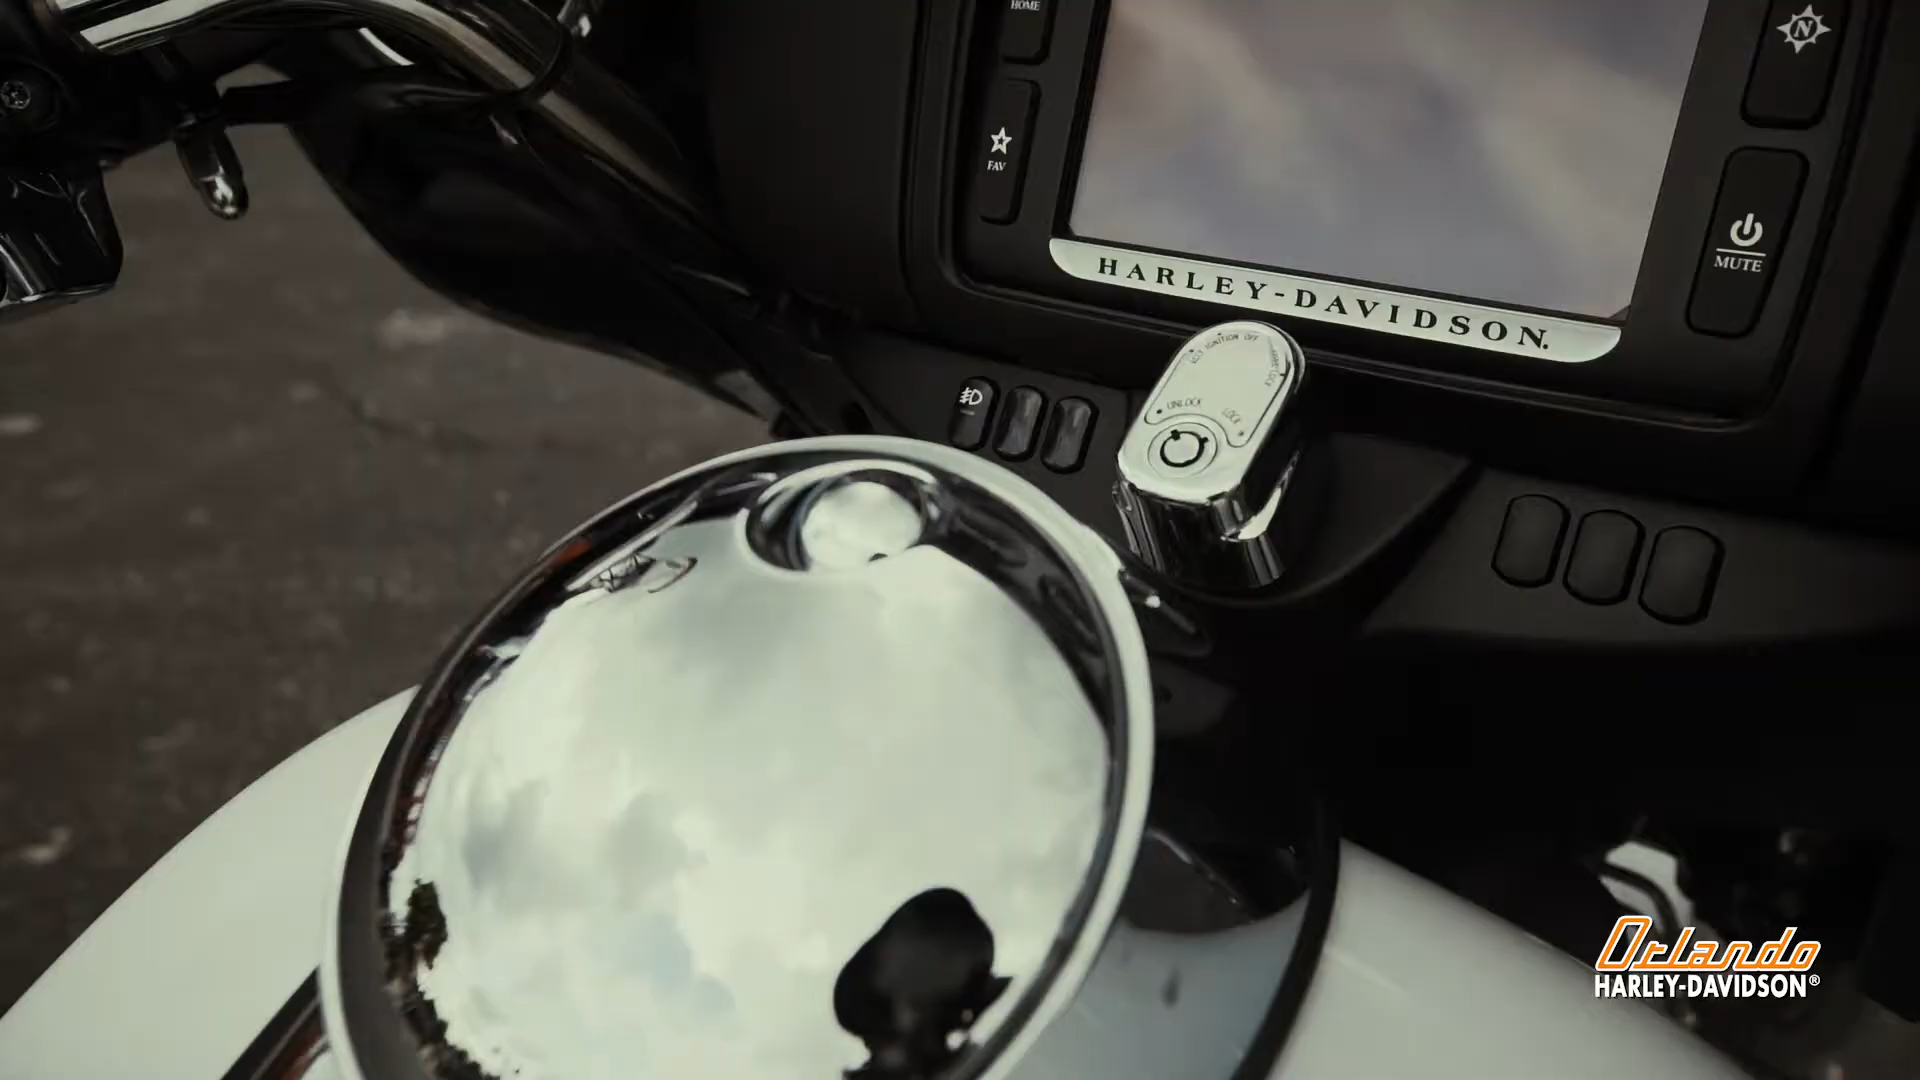 HOME
FAV
N
MUTE
HARLEY-DAVIDSON.
IGNITION OFF
UNLOCK
LOCK
Orlando
HARLEY-DAVIDSON®